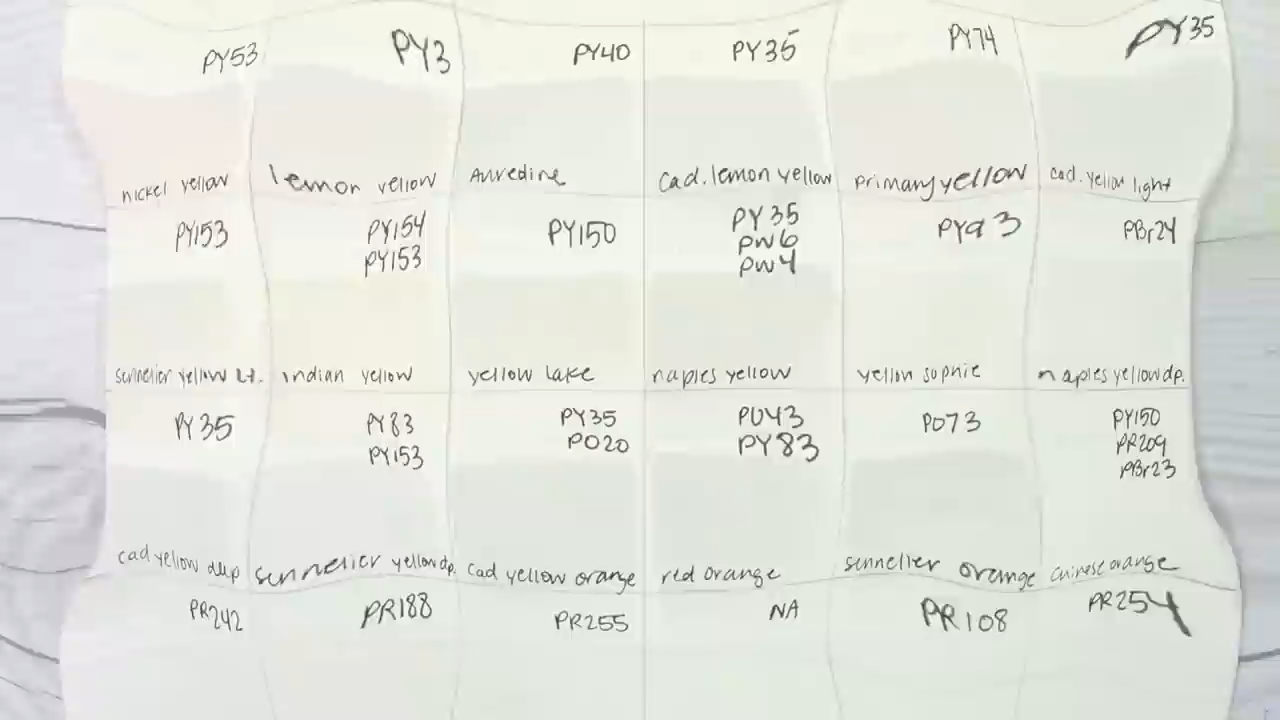 PY53
PY3
PY40
PY35
PY74
PY35
nickel yellow
lemon yellow
Auredine
cad. lemon yellow
primary yellow
cad. yellow light
PY153
PY154
PY153
PY150
PY35
PW6
PW4
PY93
PBr24
sennelier yellow Lt.
indian yellow
yellow lake
naples yellow
yellow sophie
naples yellow dp.
PY35
PY83
PY153
PY35
PO20
PO43
PY83
PO73
PY150
PR209
PBr23
cad yellow deep
sennelier yellow dp.
cad yellow orange
red orange
sennelier orange
chinese orange
PR242
PR188
PR255
NA
PR108
PR254